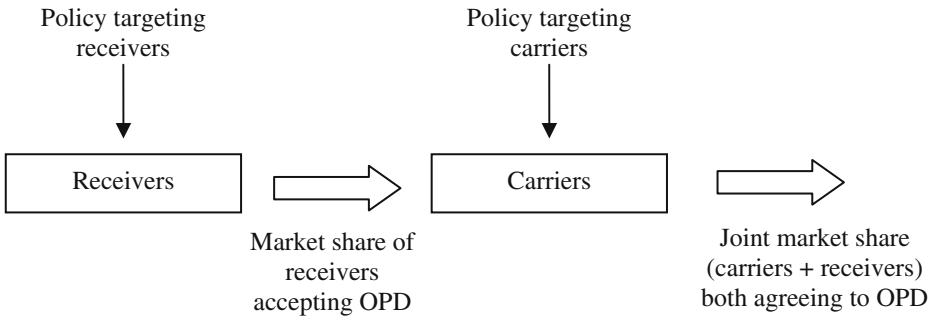 Policy targeting
receivers
Policy targeting
carriers
Receivers
Carriers
Market share of
receivers
accepting OPD
Joint market share
(carriers + receivers)
both agreeing to OPD